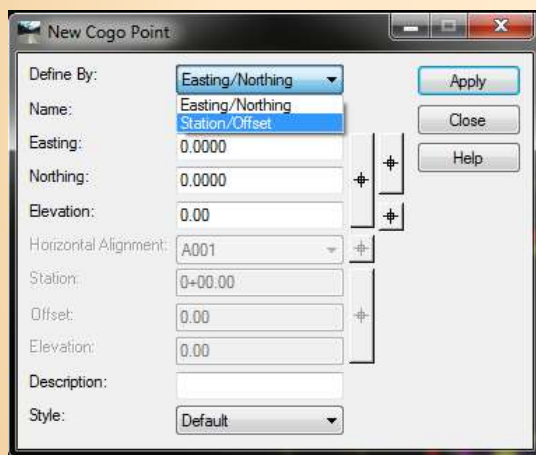 New Cogo Point
Define By: Easting/Northing Apply
Easting/Northing
Name: Station/Offset Close
Easting: 0.0000
Help
Northing: 0.0000
Elevation: 0.00
Horizontal Alignment: A001
Station: 0+00.00
Offset: 0.00
Elevation: 0.00
Description:
Style: Default